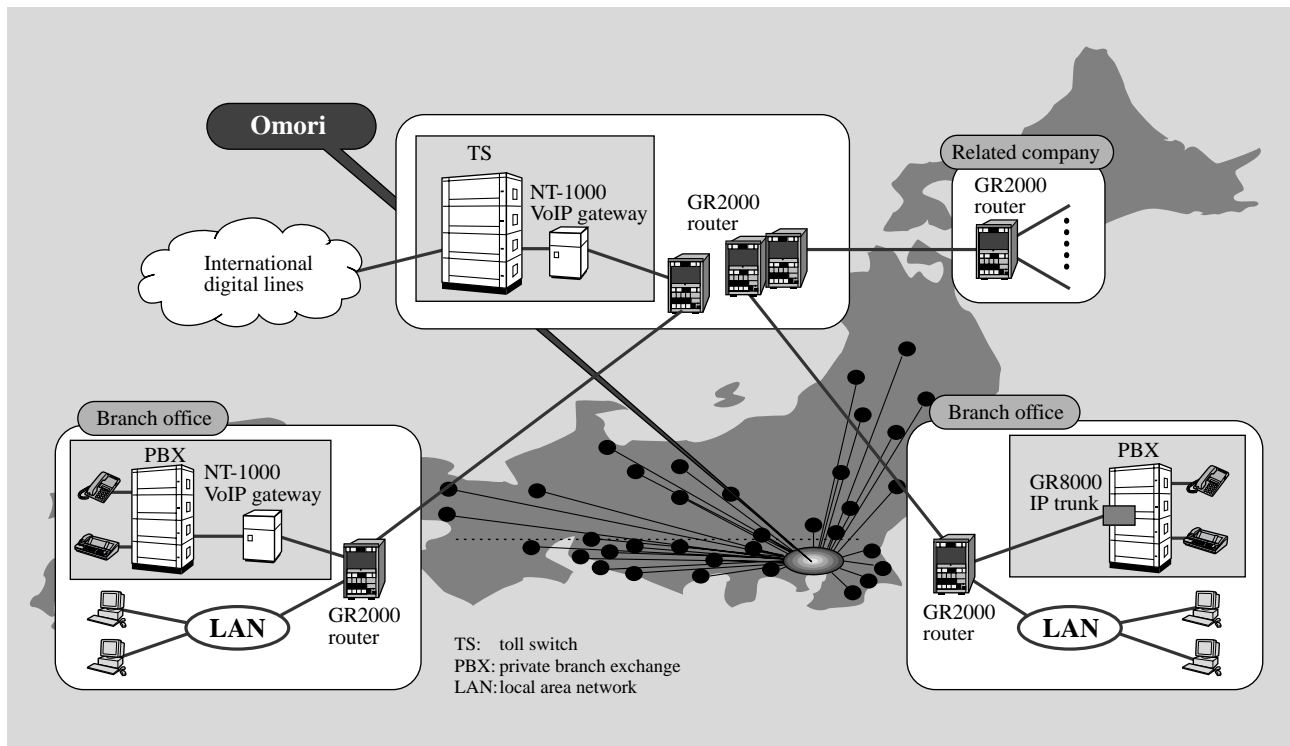 Omori
TS
NT-1000
VoIP gateway
GR2000
router
Related company
GR2000
router
International
digital lines
Branch office
PBX
NT-1000
VoIP gateway
LAN
GR2000
router
Branch office
PBX
GR8000
IP trunk
GR2000
router
LAN
TS: toll switch
PBX: private branch exchange
LAN: local area network